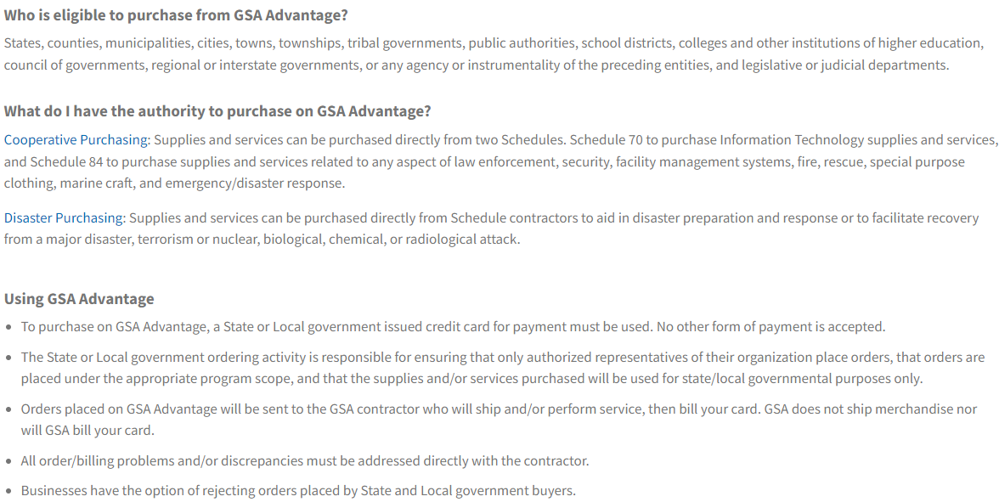 Who is eligible to purchase from GSA Advantage?
States, counties, municipalities, cities, towns, townships, tribal governments, public authorities, school districts, colleges and other institutions of higher education,
council of governments, regional or interstate governments, or any agency or instrumentality of the preceding entities, and legislative or judicial departments.
What do I have the authority to purchase on GSA Advantage?
Cooperative Purchasing: Supplies and services can be purchased directly from two Schedules. Schedule 70 to purchase Information Technology supplies and services,
and Schedule 84 to purchase supplies and services related to any aspect of law enforcement, security, facility management systems, fire, rescue, special purpose
clothing, marine craft, and emergency/disaster response.
Disaster Purchasing: Supplies and services can be purchased directly from Schedule contractors to aid in disaster preparation and response or to facilitate recovery
from a major disaster, terrorism or nuclear, biological, chemical, or radiological attack.
Using GSA Advantage
• To purchase on GSA Advantage, a State or Local government issued credit card for payment must be used. No other form of payment is accepted.
• The State or Local government ordering activity is responsible for ensuring that only authorized representatives of their organization place orders, that orders are
placed under the appropriate program scope, and that the supplies and/or services purchased will be used for state/local governmental purposes only.
• Orders placed on GSA Advantage will be sent to the GSA contractor who will ship and/or perform service, then bill your card. GSA does not ship merchandise nor
will GSA bill your card.
• All order/billing problems and/or discrepancies must be addressed directly with the contractor.
• Businesses have the option of rejecting orders placed by State and Local government buyers.